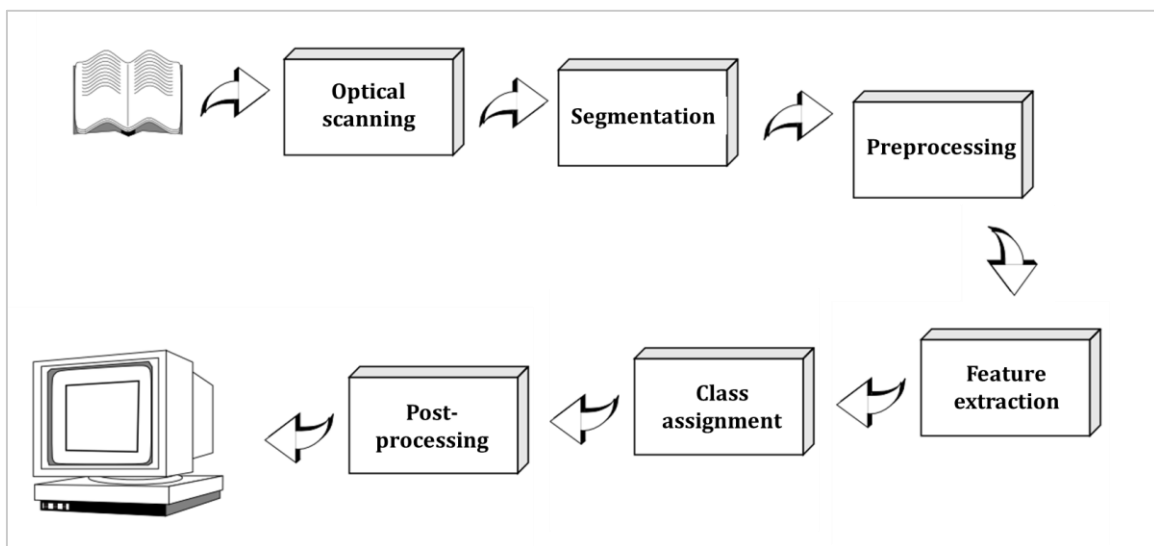 Optical
scanning
Segmentation
Preprocessing
Feature
extraction
Class
assignment
Post-
processing